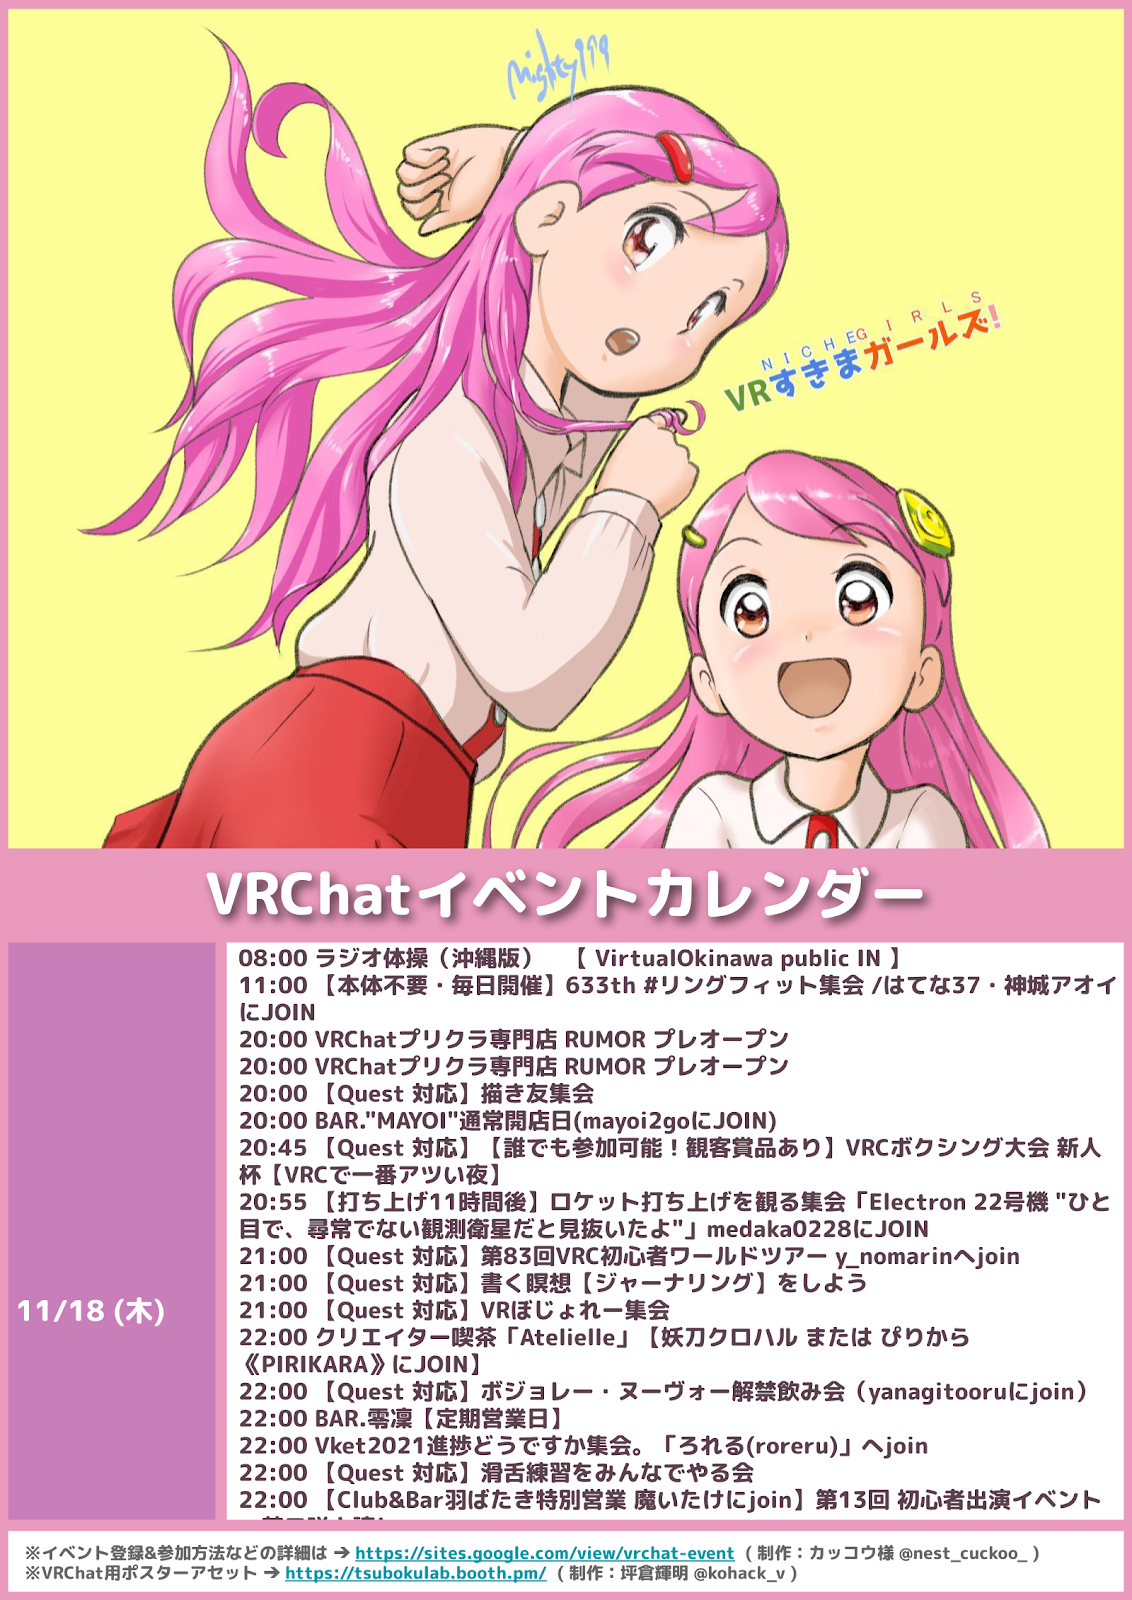 mighty199
NICHE GIRLS
VRすきまガールズ!
VRChatイベントカレンダー
11/18 (木)
08:00 ラジオ体操（沖縄版）　【 VirtualOkinawa public IN 】
11:00 【本体不要・毎日開催】633th #リングフィット集会 /はてな37・神城アオイ
にJOIN
20:00 VRChatプリクラ専門店 RUMOR プレオープン
20:00 VRChatプリクラ専門店 RUMOR プレオープン
20:00 【Quest 対応】描き友集会
20:00 BAR."MAYOI"通常開店日(mayoi2goにJOIN)
20:45 【Quest 対応】【誰でも参加可能！観客賞品あり】VRCボクシング大会 新人
杯【VRCで一番アツい夜】
20:55 【打ち上げ11時間後】ロケット打ち上げを観る集会「Electron 22号機 "ひと
目で、尋常でない観測衛星だと見抜いたよ"」medaka0228にJOIN
21:00 【Quest 対応】第83回VRC初心者ワールドツアー y_nomarinへjoin
21:00 【Quest 対応】書く瞑想【ジャーナリング】をしよう
21:00 【Quest 対応】VRぼじょれー集会
22:00 クリエイター喫茶「Atelielle」【妖刀クロハル または ぴりから
《PIRIKARA》にJOIN】
22:00 【Quest 対応】ボジョレー・ヌーヴォー解禁飲み会（yanagitooruにjoin）
22:00 BAR.零凜【定期営業日】
22:00 Vket2021進捗どうですか集会。「ろれる(roreru)」へjoin
22:00 【Quest 対応】滑舌練習をみんなでやる会
22:00 【Club&Bar羽ばたき特別営業 魔いたけにjoin】第13回 初心者出演イベント
※イベント登録&参加方法などの詳細は → https://sites.google.com/view/vrchat-event ( 制作：カッコウ様 @nest_cuckoo_ )
※VRChat用ポスターアセット → https://tsubokulab.booth.pm/ ( 制作：坪倉輝明 @kohack_v )